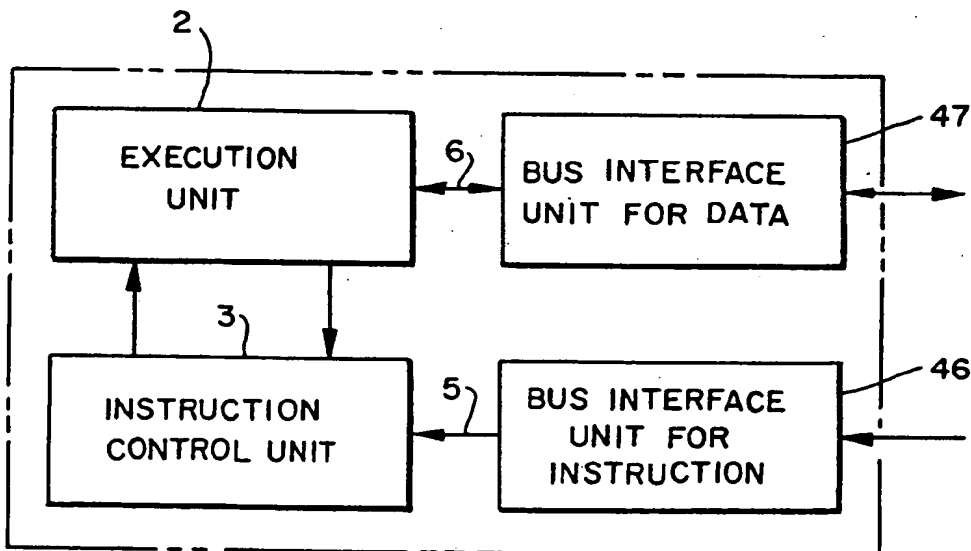 2
EXECUTION
UNIT
6
BUS INTERFACE
UNIT FOR DATA
47
3
INSTRUCTION
CONTROL UNIT
5
BUS INTERFACE
UNIT FOR
INSTRUCTION
46